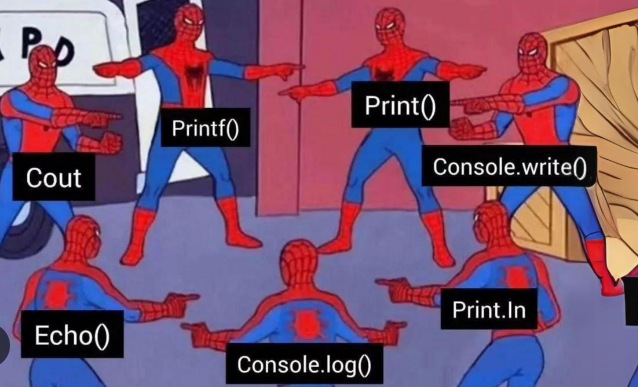 PD
Printf()
Print()
Cout
Console.write()
Print.In
Echo()
Console.log()